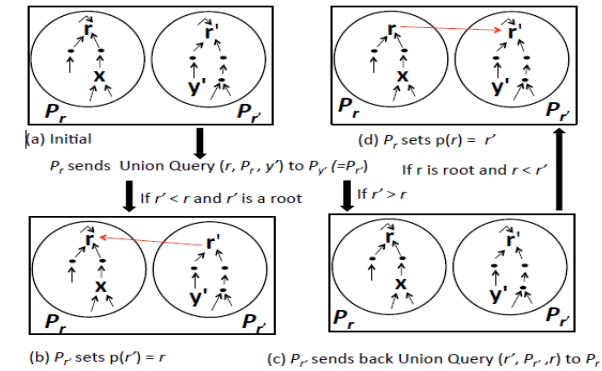 r
x
P_r
r'
y'
P_r'
(a) Initial
r
x
P_r
r'
y'
P_r'
(d) P_r sets p(r) = r'
P_r sends Union Query (r, P_r , y') to P_y' (=P_r')
If r is root and r < r'
If r' < r and r' is a root
If r' > r
r
x
P_r
r'
y'
P_r'
(b) P_r' sets p(r') = r
r
x
P_r
r'
y'
P_r'
(c) P_r' sends back Union Query (r', P_r' ,r) to P_r